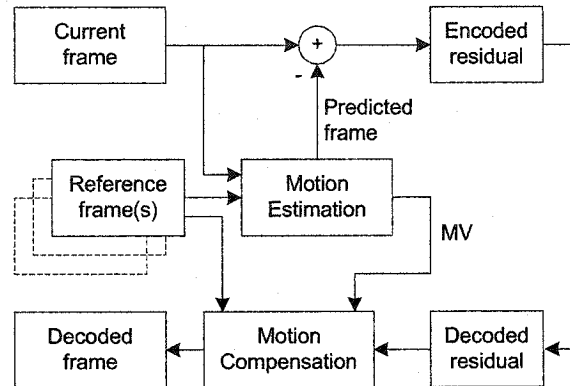 Current
frame
+
-
Encoded
residual
Predicted
frame
Reference
frame(s)
Motion
Estimation
MV
Decoded
frame
Motion
Compensation
Decoded
residual